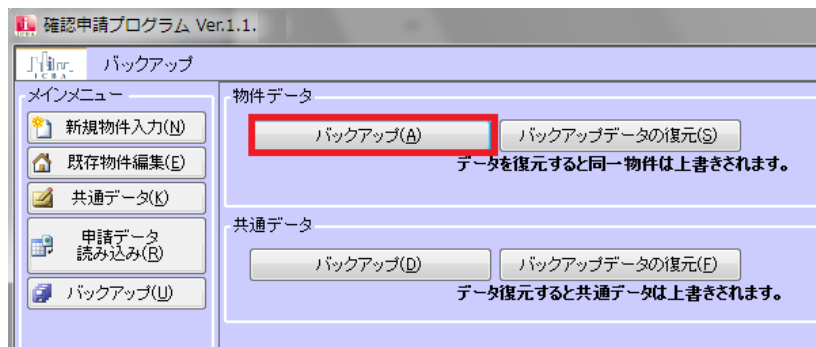 確認申請プログラム Ver.1.1.
ICBA バックアップ
メインメニュー
新規物件入力(N)
既存物件編集(E)
共通データ(K)
申請データ
読み込み(R)
バックアップ(U)
物件データ
バックアップ(A) バックアップデータの復元(S)
データを復元すると同一物件は上書きされます。
共通データ
バックアップ(D) バックアップデータの復元(F)
データ復元すると共通データは上書きされます。